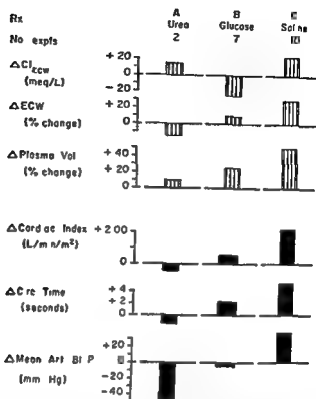 A B C
Rx Urea Glucose Saline
No expts 2 7 10
ΔCl ECW (meq/L) +20 0 -20
ΔECW (% change) +20 0
ΔPlasma Vol (% change) +40 +20 0
ΔCardiac Index (L/min/m²) +2 00 0
ΔCirc Time (seconds) +4 +2 0
ΔMean Art Bl P (mm Hg) +20 0 -20 -40